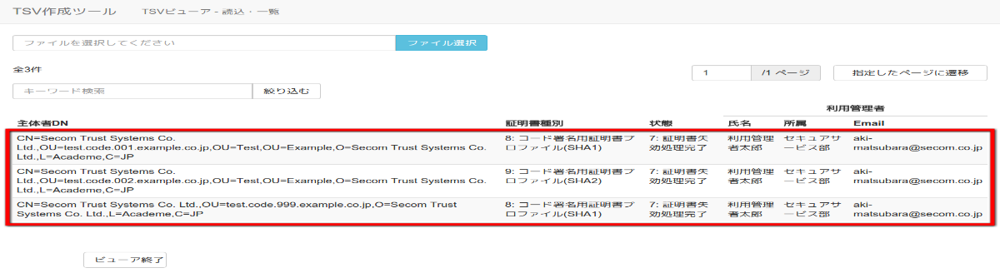 TSV作成ツール TSVビューア - 読込・一覧
ファイルを選択してください ファイル選択
全3件
1 /1 ページ 指定したページに遷移
キーワード検索 絞り込む
利用管理者
主体者DN 証明書種別 状態 氏名 所属 Email
CN=Secom Trust Systems Co. 8: コード署名用証明書プ 7: 証明書失 利用管理 セキュアサ aki-
Ltd.,OU=test.code.001.example.co.jp,OU=Test,OU=Example,O=Secom Trust Systems Co. ロファイル(SHA1) 効処理完了 者太郎 ービス部 matsubara@secom.co.jp
Ltd.,L=Academe,C=JP
CN=Secom Trust Systems Co. 9: コード署名用証明書プ 7: 証明書失 利用管理 セキュアサ aki-
Ltd.,OU=test.code.002.example.co.jp,OU=Test,OU=Example,O=Secom Trust Systems Co. ロファイル(SHA2) 効処理完了 者太郎 ービス部 matsubara@secom.co.jp
Ltd.,L=Academe,C=JP
CN=Secom Trust Systems Co. Ltd.,OU=test.code.999.example.co.jp,O=Secom Trust 8: コード署名用証明書プ 7: 証明書失 利用管理 セキュアサ aki-
Systems Co. Ltd.,L=Academe,C=JP ロファイル(SHA1) 効処理完了 者太郎 ービス部 matsubara@secom.co.jp
ビューア終了